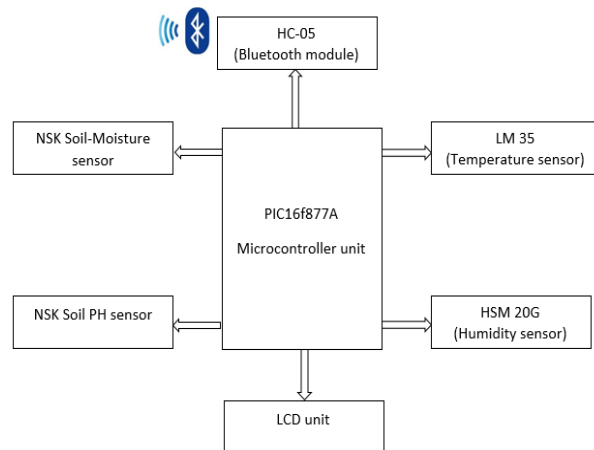 HC-05
(Bluetooth module)
NSK Soil-Moisture
sensor
LM 35
(Temperature sensor)
PIC16f877A
Microcontroller unit
NSK Soil PH sensor
HSM 20G
(Humidity sensor)
LCD unit